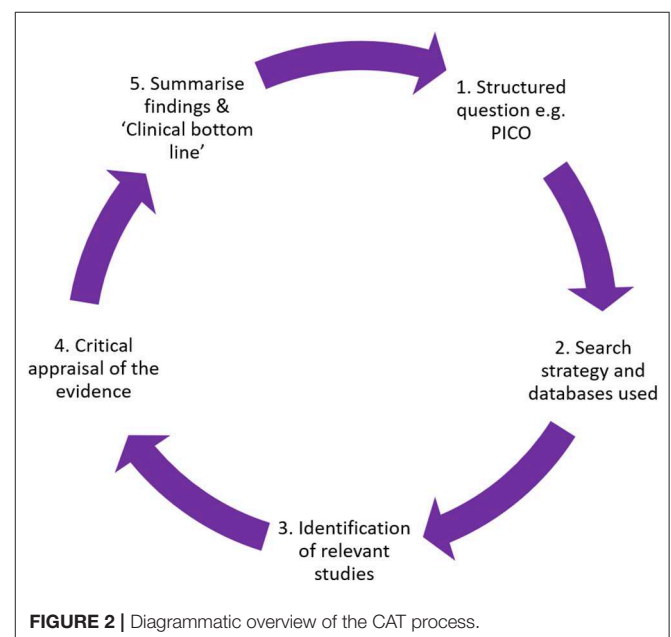 1. Structured
question e.g.
PICO
2. Search
strategy and
databases used
3. Identification
of relevant
studies
4. Critical
appraisal of the
evidence
5. Summarise
findings &
‘Clinical bottom
line’
FIGURE 2 | Diagrammatic overview of the CAT process.